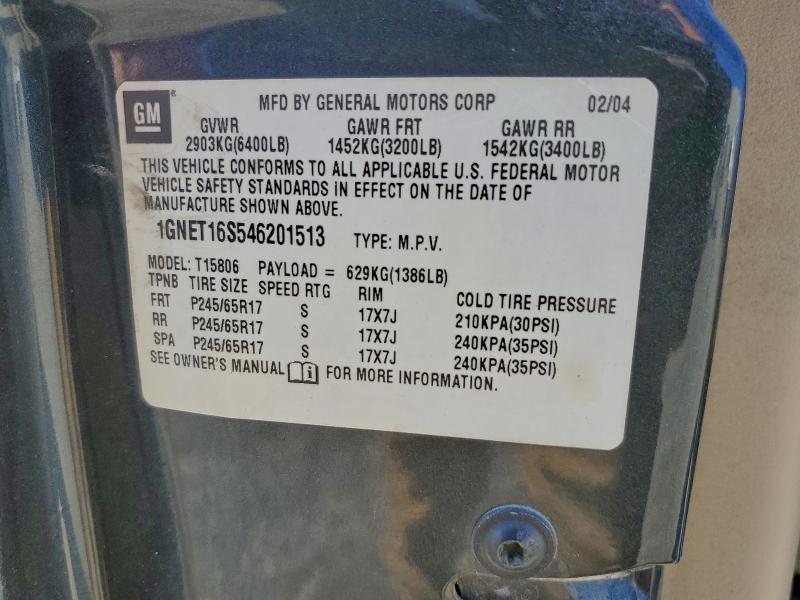 GM ® MFD BY GENERAL MOTORS CORP 02/04
GVWR GAWR FRT GAWR RR
2903KG(6400LB) 1452KG(3200LB) 1542KG(3400LB)
THIS VEHICLE CONFORMS TO ALL APPLICABLE U.S. FEDERAL MOTOR
VEHICLE SAFETY STANDARDS IN EFFECT ON THE DATE OF
MANUFACTURE SHOWN ABOVE.
1GNET16S546201513 TYPE: M.P.V.
MODEL: T15806 PAYLOAD = 629KG(1386LB)
TPNB TIRE SIZE SPEED RTG RIM COLD TIRE PRESSURE
FRT P245/65R17 S 17X7J 210KPA(30PSI)
RR P245/65R17 S 17X7J 240KPA(35PSI)
SPA P245/65R17 S 17X7J 240KPA(35PSI)
SEE OWNER'S MANUAL i FOR MORE INFORMATION.